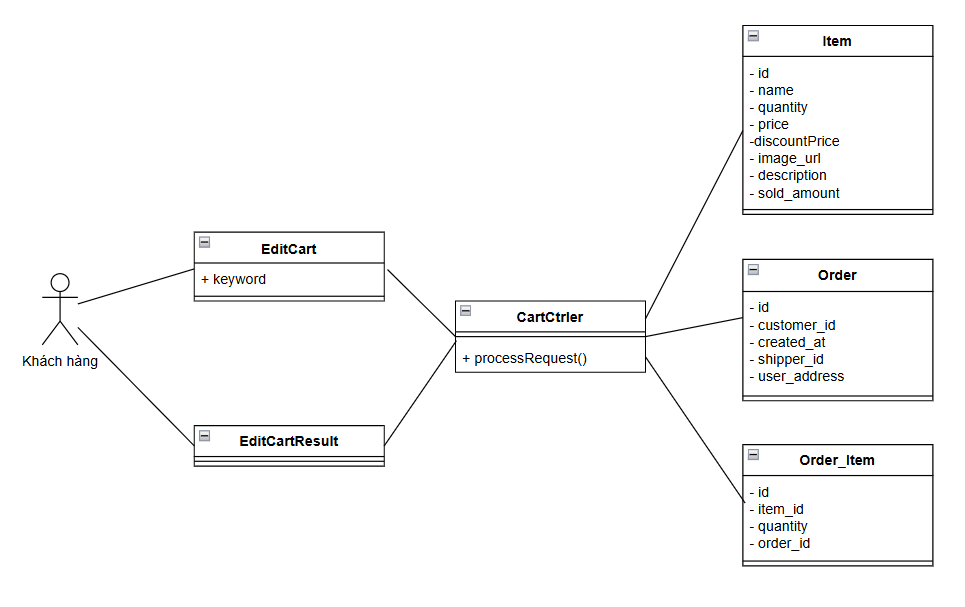 Khách hàng
EditCart
+ keyword
EditCartResult
CartCtrler
+ processRequest()
Item
- id
- name
- quantity
- price
-discountPrice
- image_url
- description
- sold_amount
Order
- id
- customer_id
- created_at
- shipper_id
- user_address
Order_Item
- id
- item_id
- quantity
- order_id